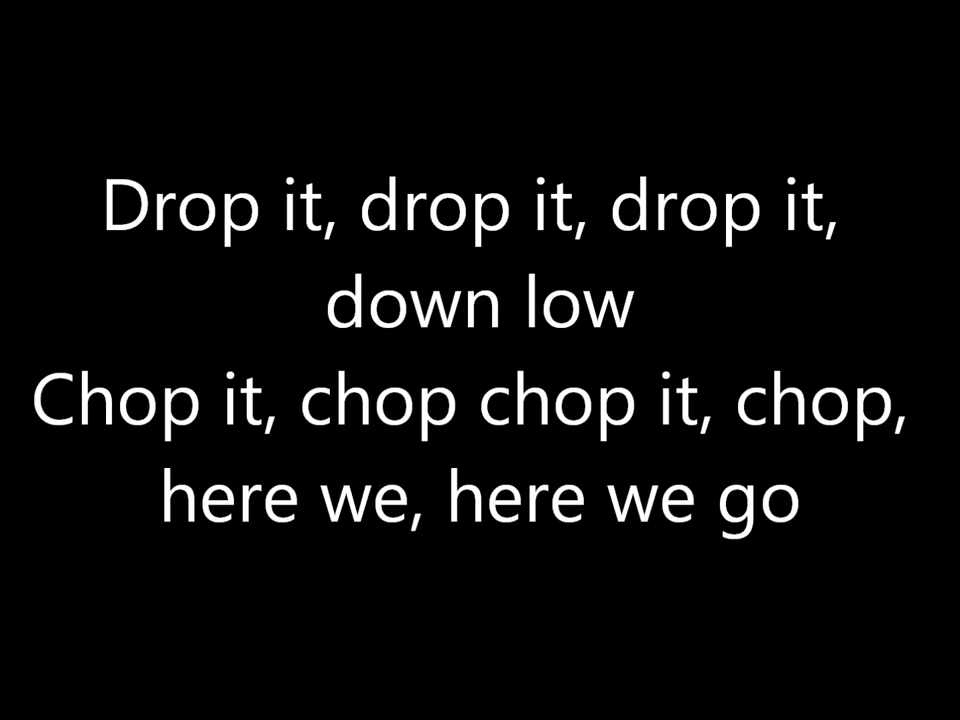 Drop it, drop it, drop it,
down low
Chop it, chop chop it, chop,
here we, here we go